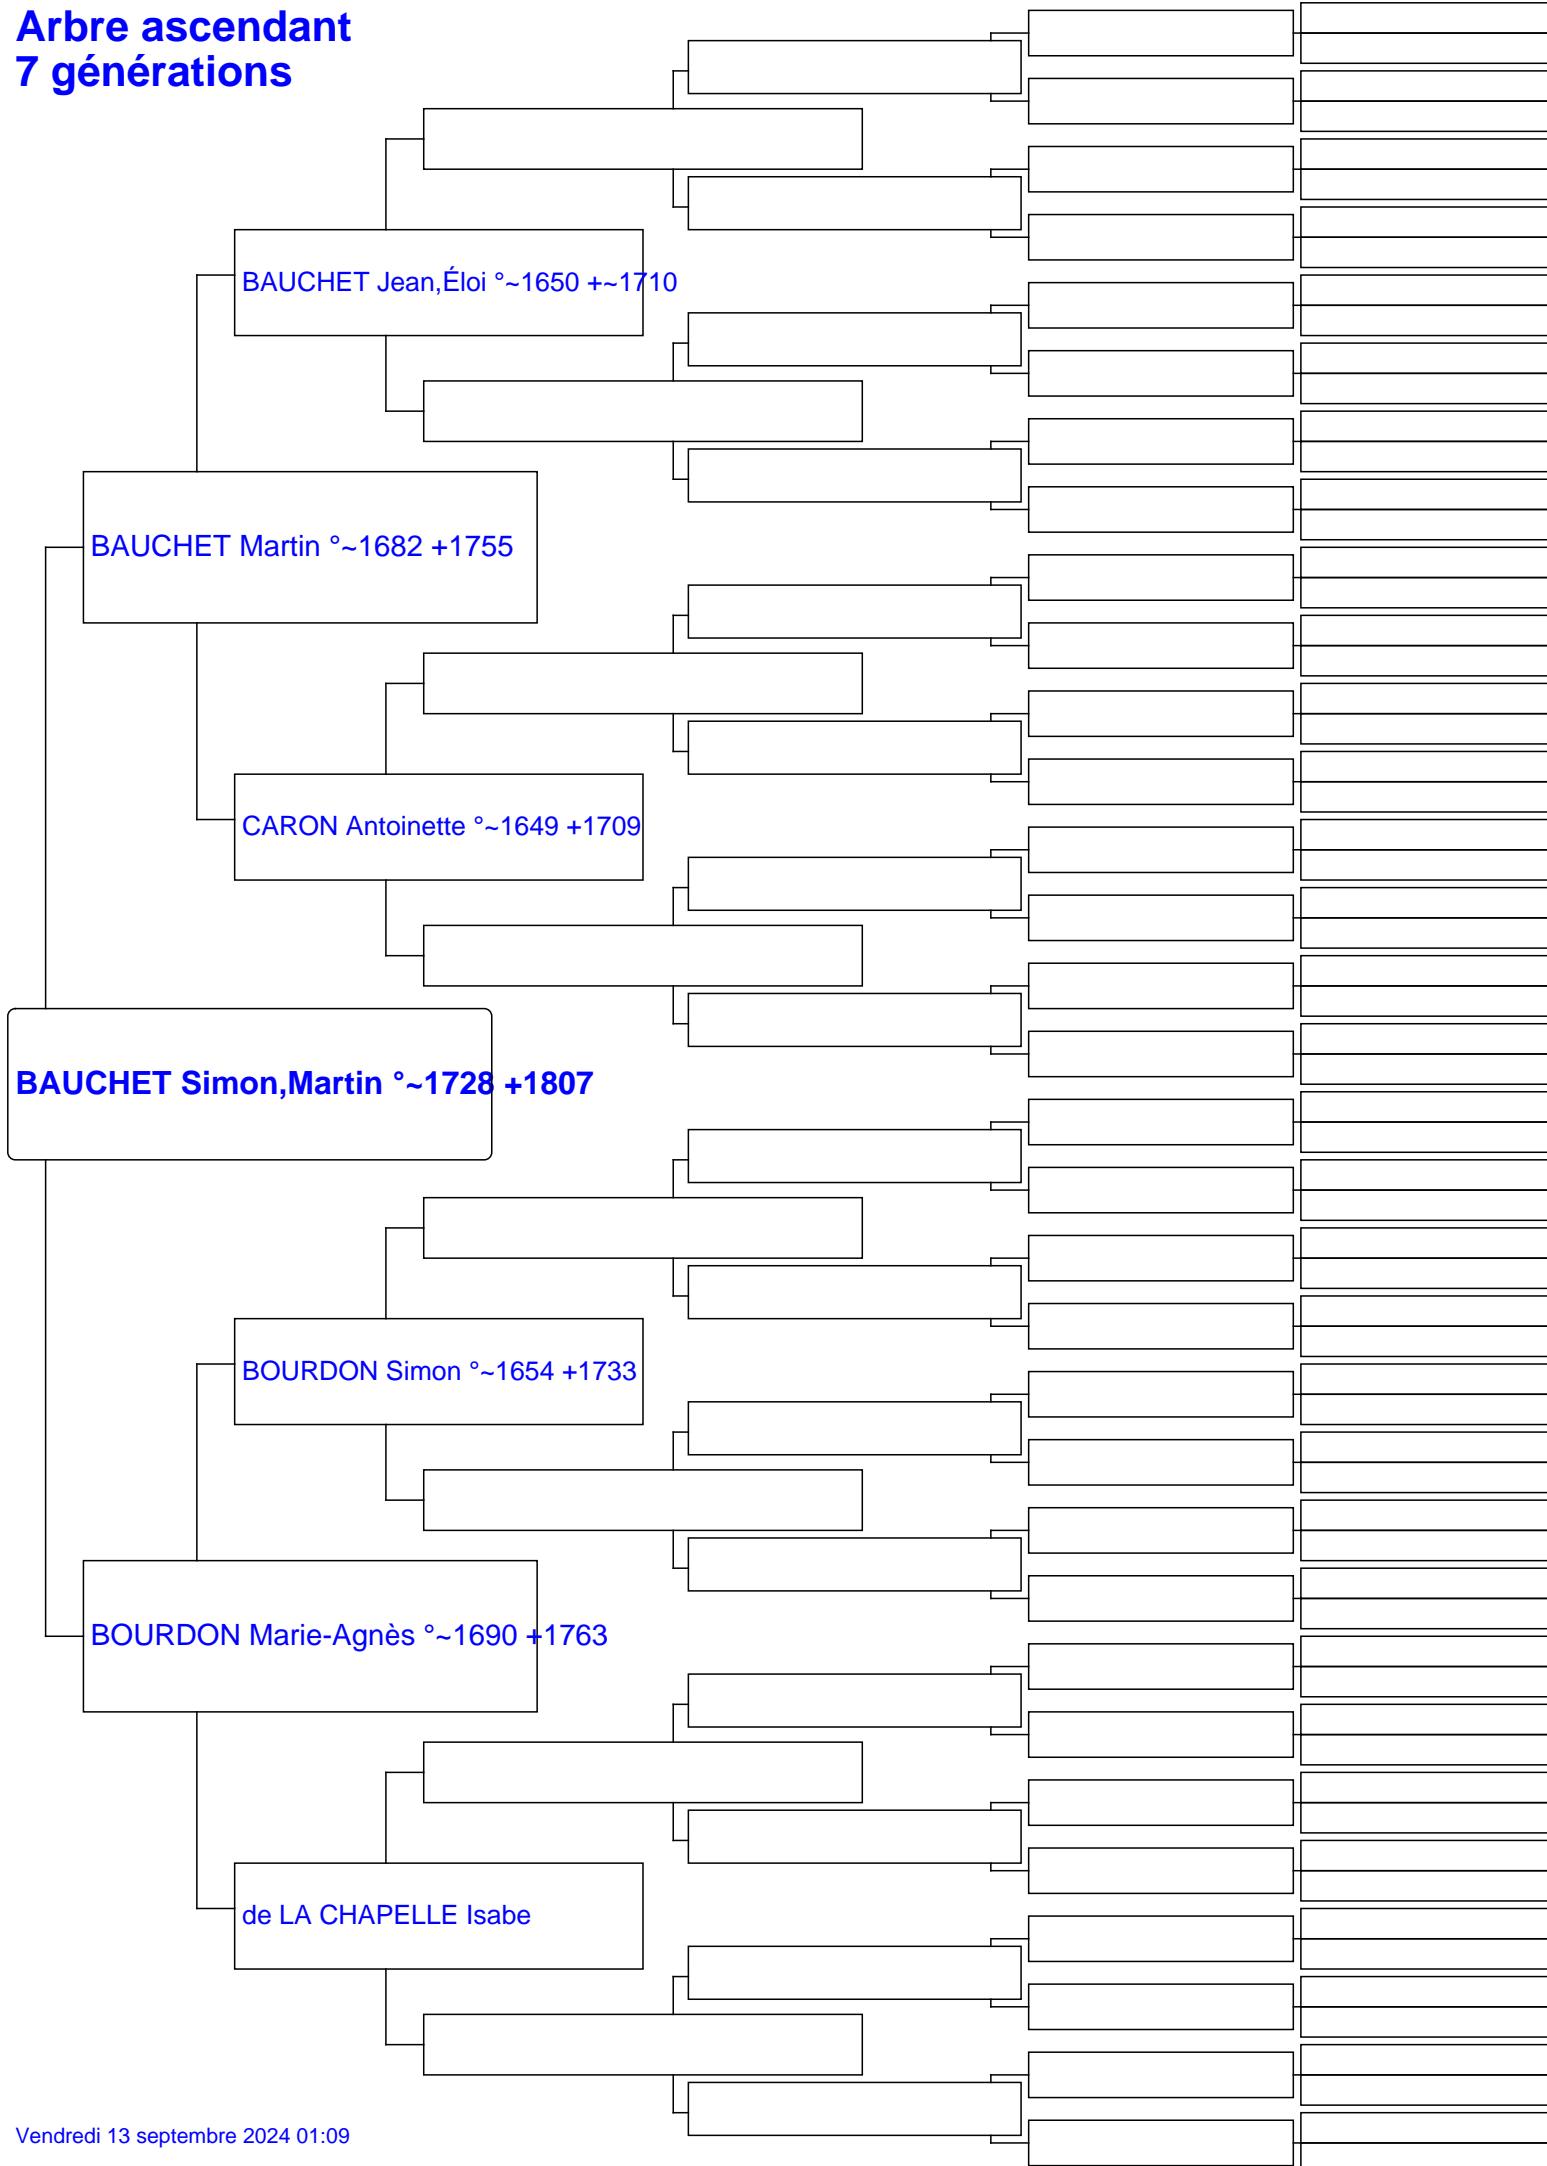 Arbre ascendant
7 générations
BAUCHET Jean,Éloi °~1650 +~1710
BAUCHET Martin °~1682 +1755
CARON Antoinette °~1649 +1709
BAUCHET Simon,Martin °~1728 +1807
BOURDON Simon °~1654 +1733
BOURDON Marie-Agnès °~1690 +1763
de LA CHAPELLE Isabe
Vendredi 13 septembre 2024 01:09